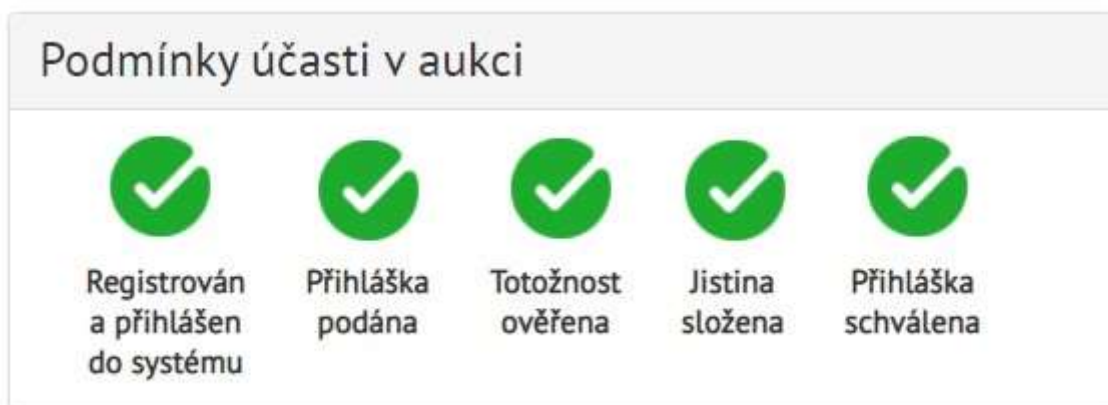 Podmínky účasti v aukci
Registrován
a přihlášen
do systému
Přihláška
podána
Totožnost
ověřena
Jistina
složena
Přihláška
schválena